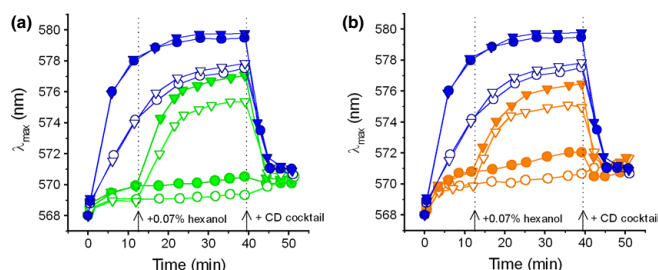 (a)
580
578
576
574
572
570
568
λmax (nm)
+0.07% hexanol
+ CD cocktail
0 10 20 30 40 50
Time (min)
(b)
580
578
576
574
572
570
568
λmax (nm)
+0.07% hexanol
+ CD cocktail
0 10 20 30 40 50
Time (min)